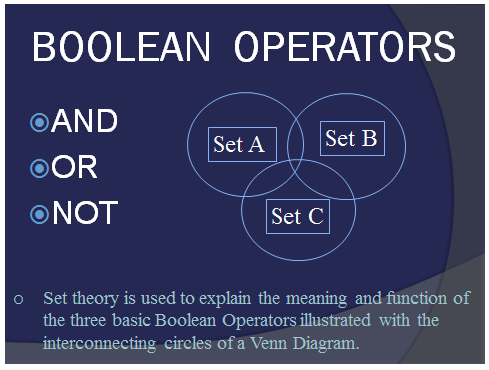 BOOLEAN OPERATORS
AND
OR
NOT
Set A
Set B
Set C
Set theory is used to explain the meaning and function of
the three basic Boolean Operators illustrated with the
interconnecting circles of a Venn Diagram.